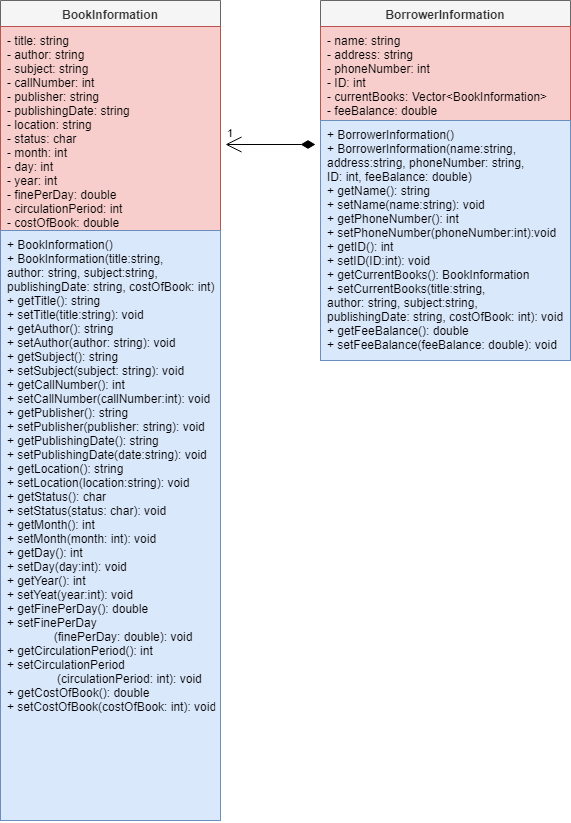 BookInformation
- title: string
- author: string
- subject: string
- callNumber: int
- publisher: string
- publishingDate: string
- location: string
- status: char
- month: int
- day: int
- year: int
- finePerDay: double
- circulationPeriod: int
- costOfBook: double
+ BookInformation()
+ BookInformation(title:string,
author: string, subject:string,
publishingDate: string, costOfBook: int)
+ getTitle(): string
+ setTitle(title:string): void
+ getAuthor(): string
+ setAuthor(author: string): void
+ getSubject(): string
+ setSubject(subject: string): void
+ getCallNumber(): int
+ setCallNumber(callNumber:int): void
+ getPublisher(): string
+ setPublisher(publisher: string): void
+ getPublishingDate(): string
+ setPublishingDate(date:string): void
+ getLocation(): string
+ setLocation(location:string): void
+ getStatus(): char
+ setStatus(status: char): void
+ getMonth(): int
+ setMonth(month: int): void
+ getDay(): int
+ setDay(day:int): void
+ getYear(): int
+ setYeat(year:int): void
+ getFinePerDay(): double
+ setFinePerDay
(finePerDay: double): void
+ getCirculationPeriod(): int
+ setCirculationPeriod
(circulationPeriod: int): void
+ getCostOfBook(): double
+ setCostOfBook(costOfBook: int): void
1
BorrowerInformation
- name: string
- address: string
- phoneNumber: int
- ID: int
- currentBooks: Vector<BookInformation>
- feeBalance: double
+ BorrowerInformation()
+ BorrowerInformation(name:string,
address:string, phoneNumber: string,
ID: int, feeBalance: double)
+ getName(): string
+ setName(name:string): void
+ getPhoneNumber(): int
+ setPhoneNumber(phoneNumber:int):void
+ getID(): int
+ setID(ID:int): void
+ getCurrentBooks(): BookInformation
+ setCurrentBooks(title:string,
author: string, subject:string,
publishingDate: string, costOfBook: int): void
+ getFeeBalance(): double
+ setFeeBalance(feeBalance: double): void